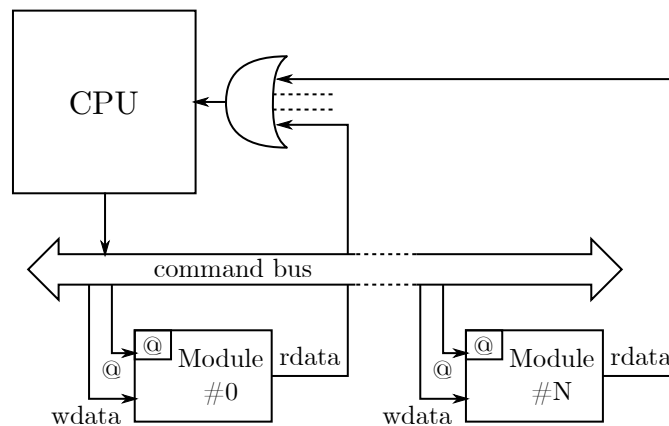 CPU
command bus
@
Module
#0
@
wdata
rdata
@
Module
#N
@
wdata
rdata